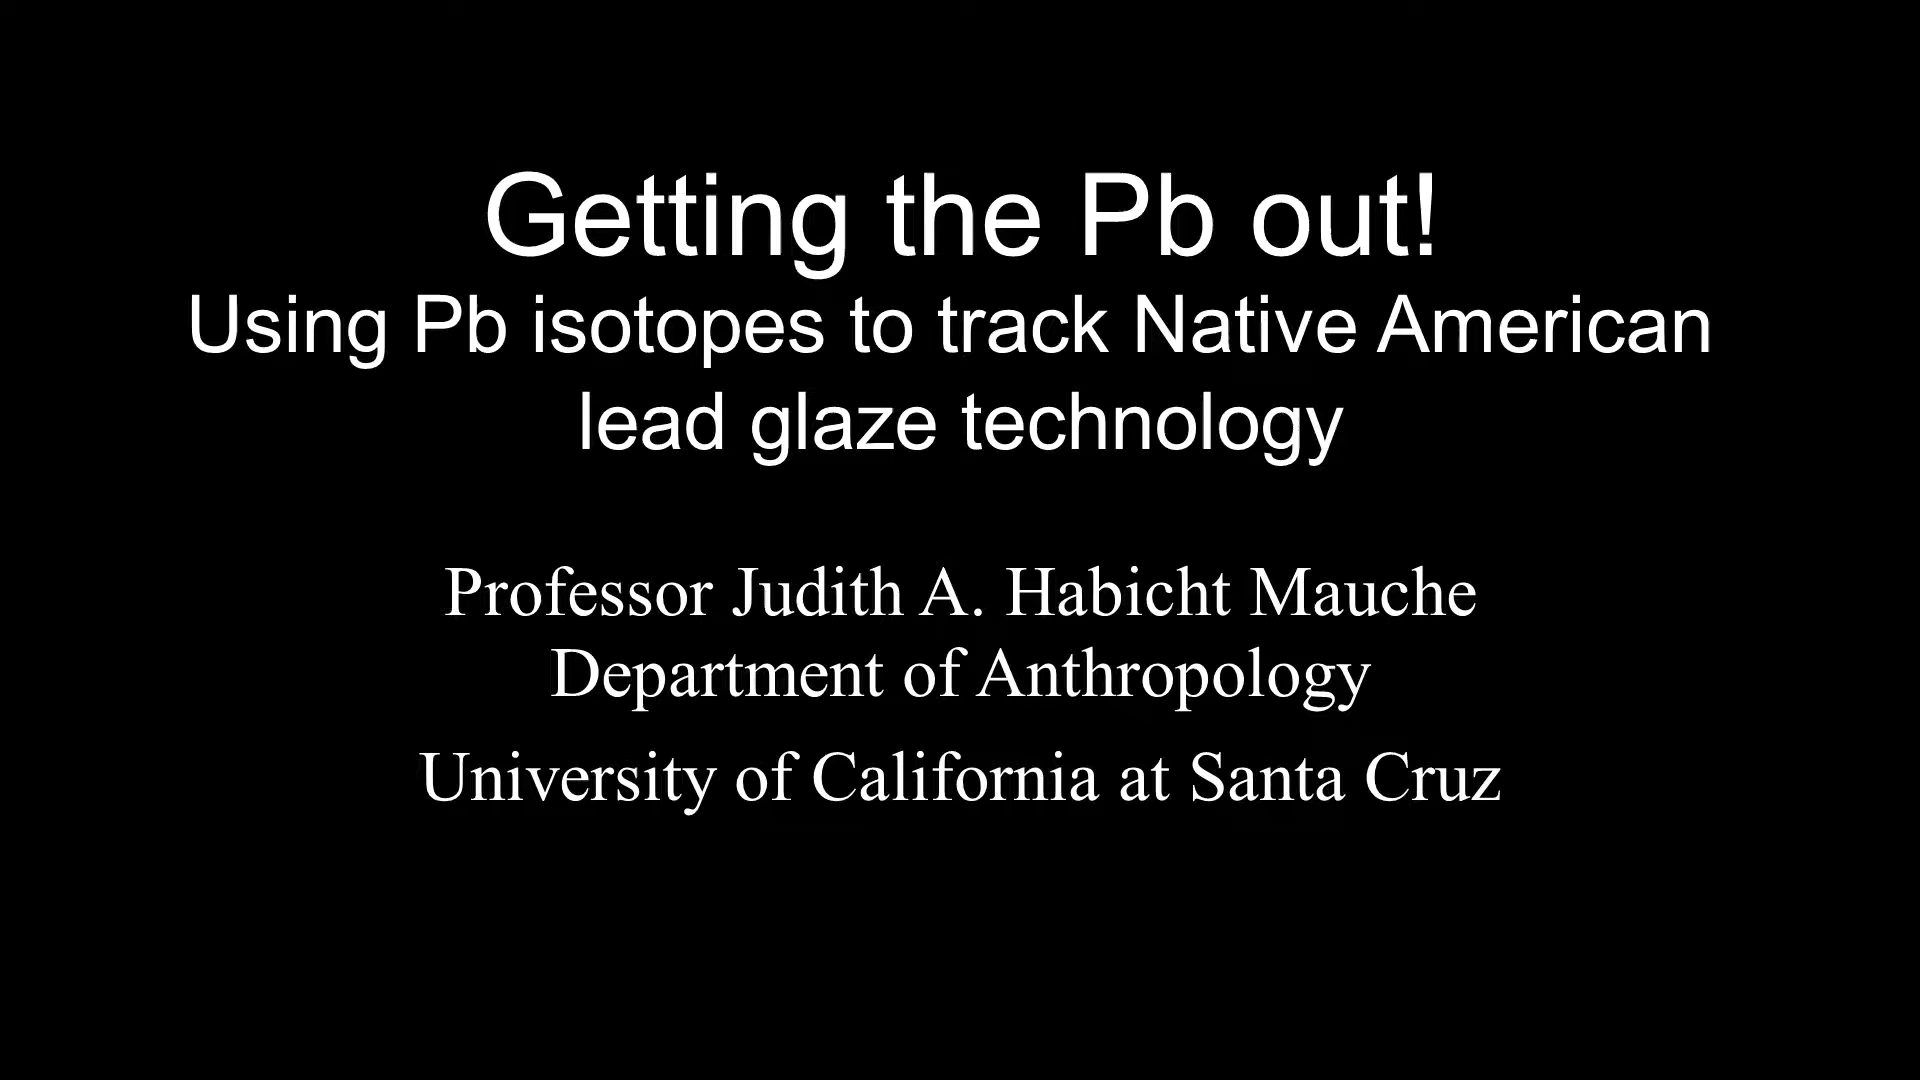 Getting the Pb out!
Using Pb isotopes to track Native American
lead glaze technology
Professor Judith A. Habicht Mauche
Department of Anthropology
University of California at Santa Cruz